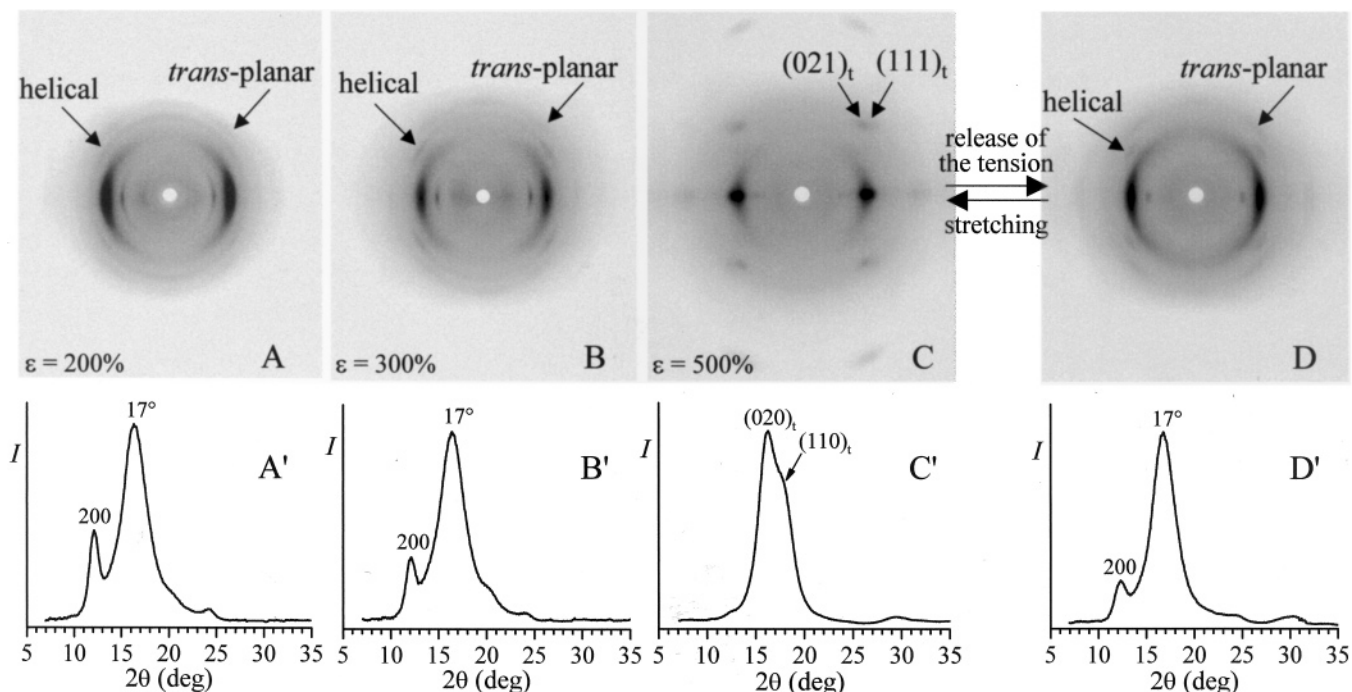 helical
trans-planar
ε = 200%
A
helical
trans-planar
ε = 300%
B
(021)t (111)t
ε = 500%
C
release of
the tension
stretching
helical
trans-planar
D
I
200
17°
A'
5 10 15 20 25 30 35
2θ (deg)
I
200
17°
B'
5 10 15 20 25 30 35
2θ (deg)
I
(020)t
(110)t
C'
5 10 15 20 25 30 35
2θ (deg)
I
200
17°
D'
5 10 15 20 25 30 35
2θ (deg)